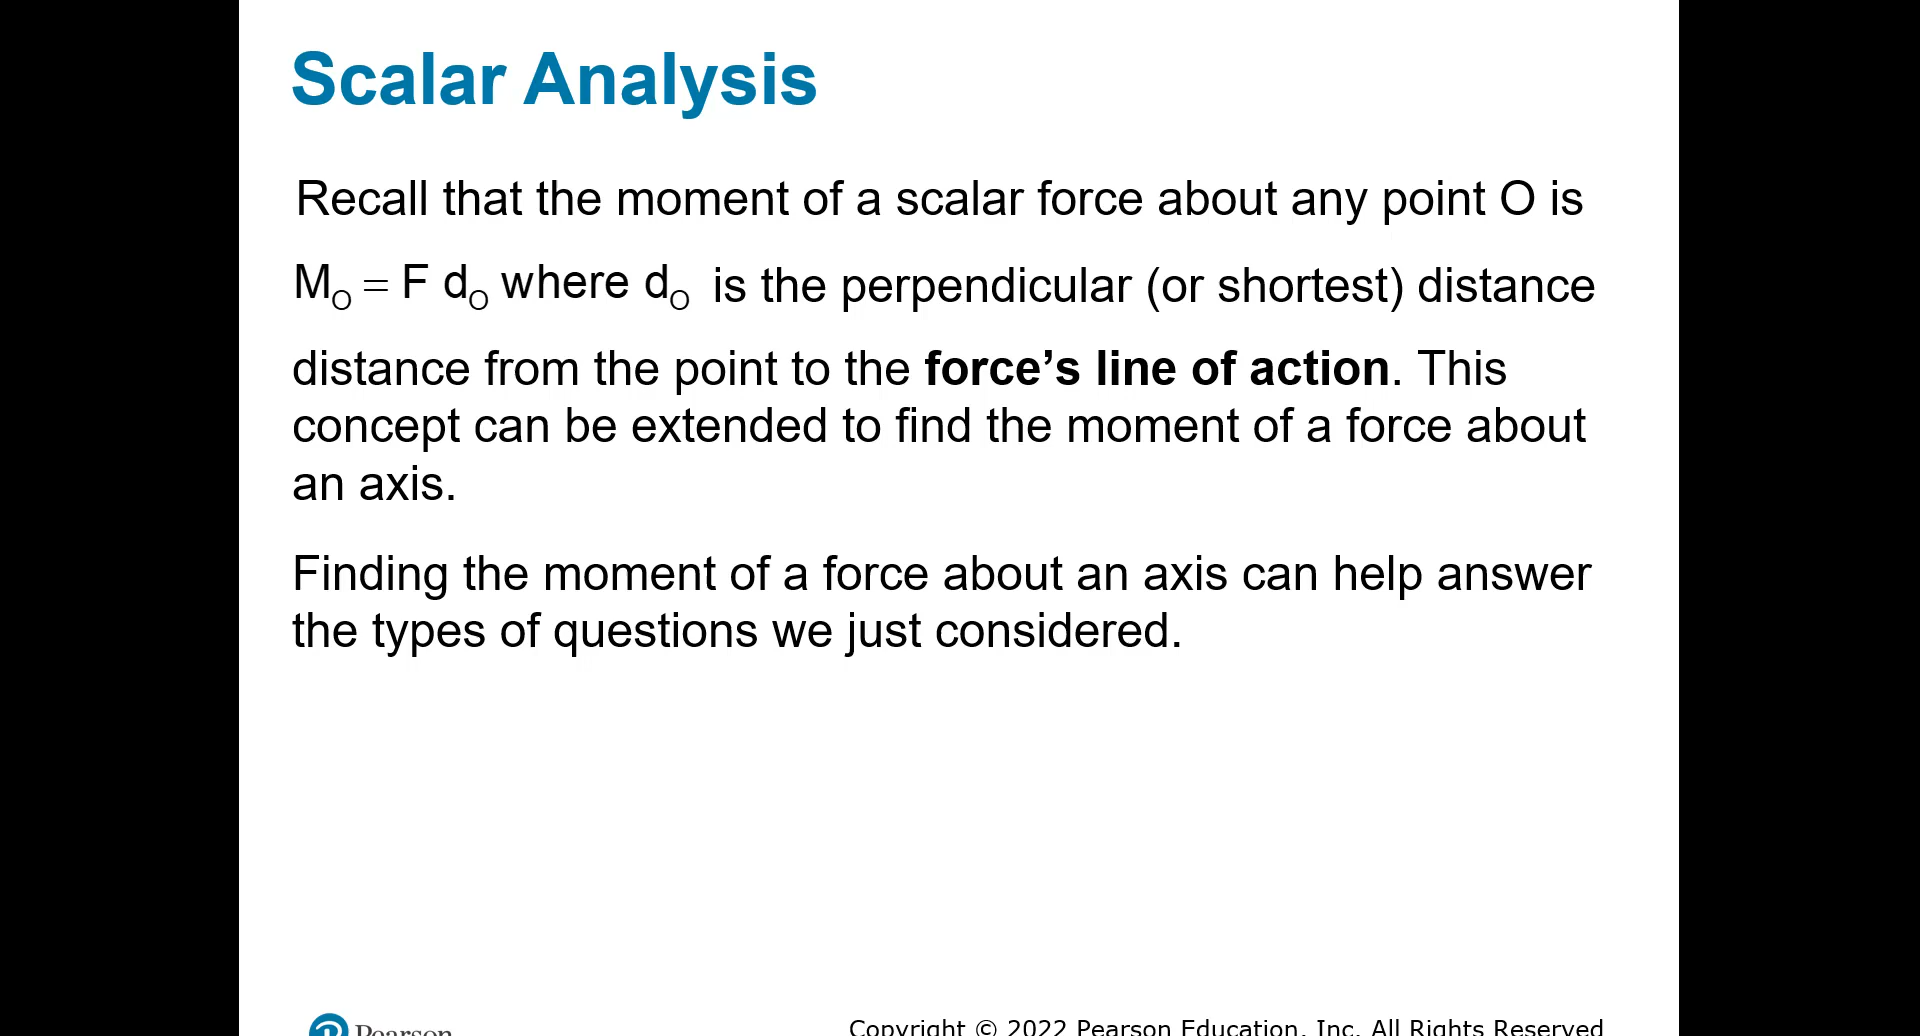 Scalar Analysis
Recall that the moment of a scalar force about any point O is
M_O = F d_O where d_O is the perpendicular (or shortest) distance
distance from the point to the force’s line of action. This
concept can be extended to find the moment of a force about
an axis.
Finding the moment of a force about an axis can help answer
the types of questions we just considered.
Pearson
Copyright © 2022 Pearson Education, Inc. All Rights Reserved